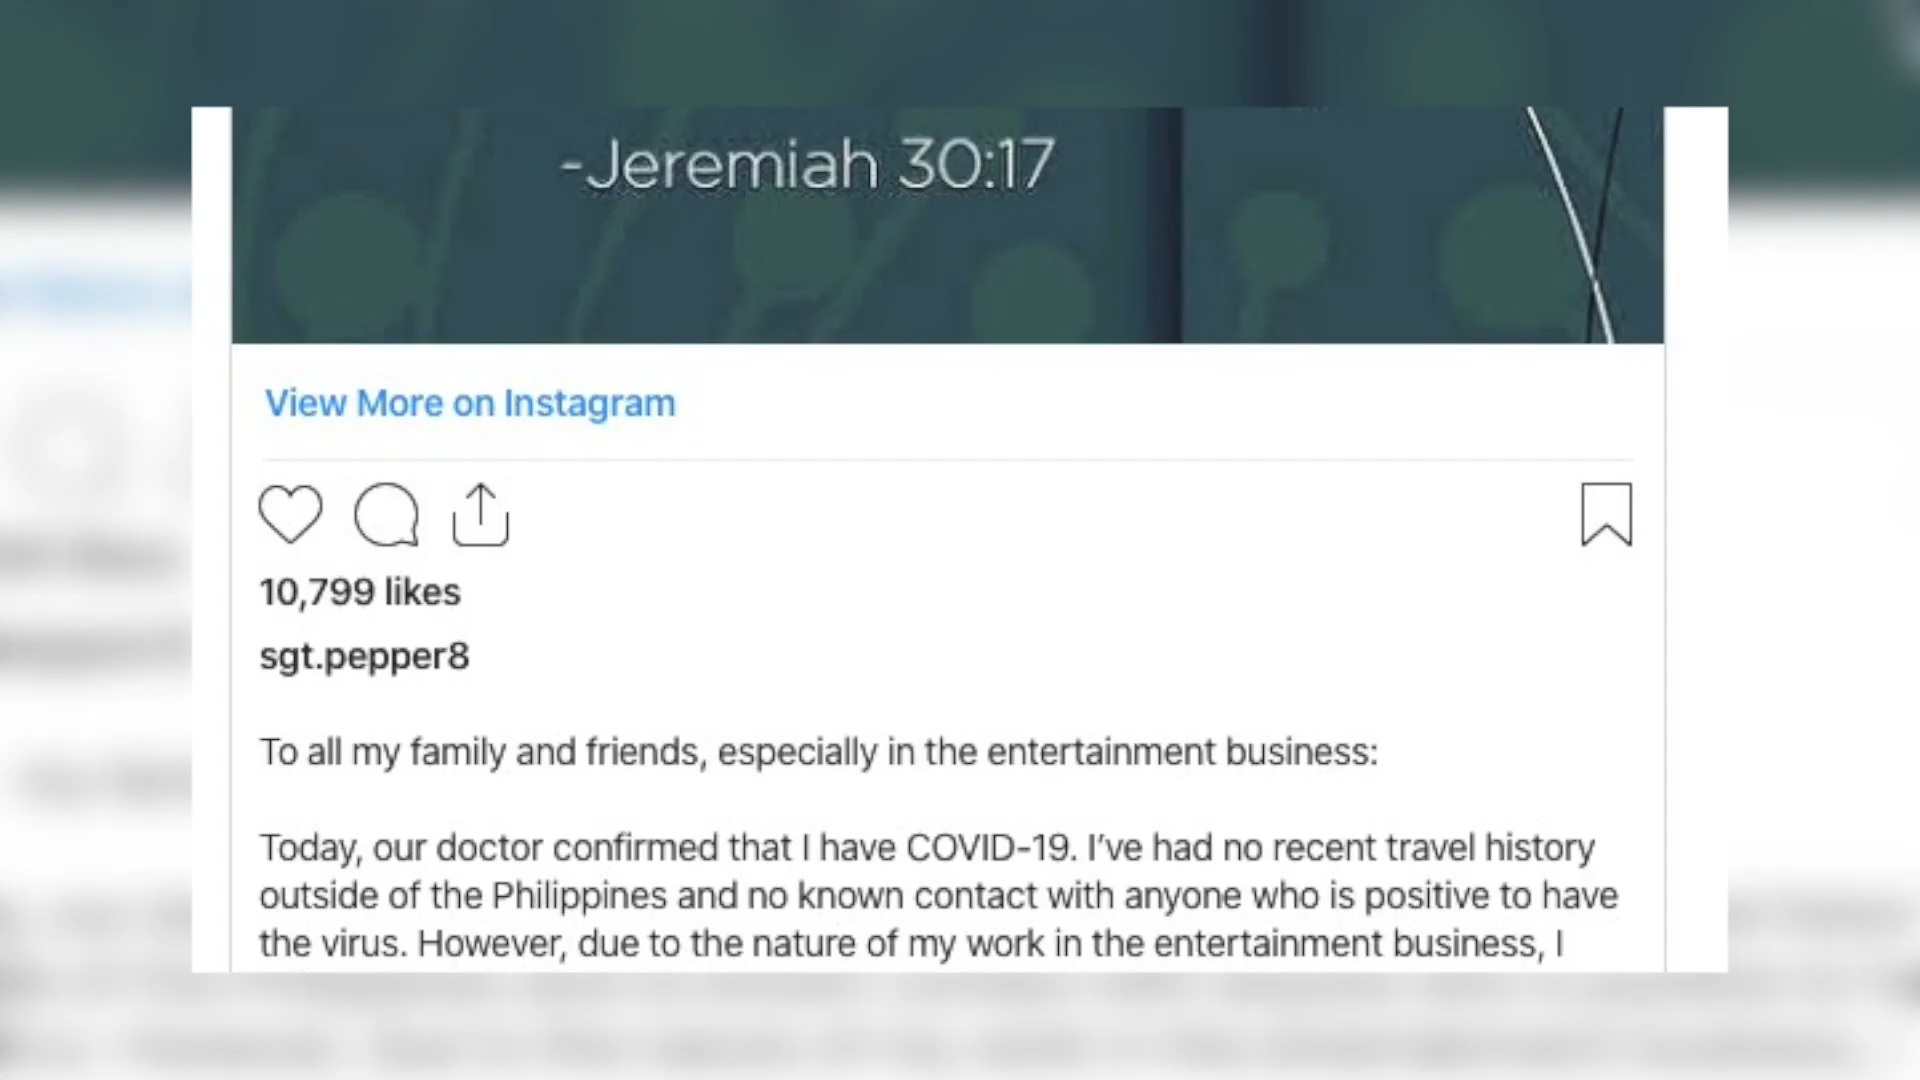 -Jeremiah 30:17
View More on Instagram
10,799 likes
sgt.pepper8
To all my family and friends, especially in the entertainment business:
Today, our doctor confirmed that I have COVID-19. I've had no recent travel history
outside of the Philippines and no known contact with anyone who is positive to have
the virus. However, due to the nature of my work in the entertainment business, I